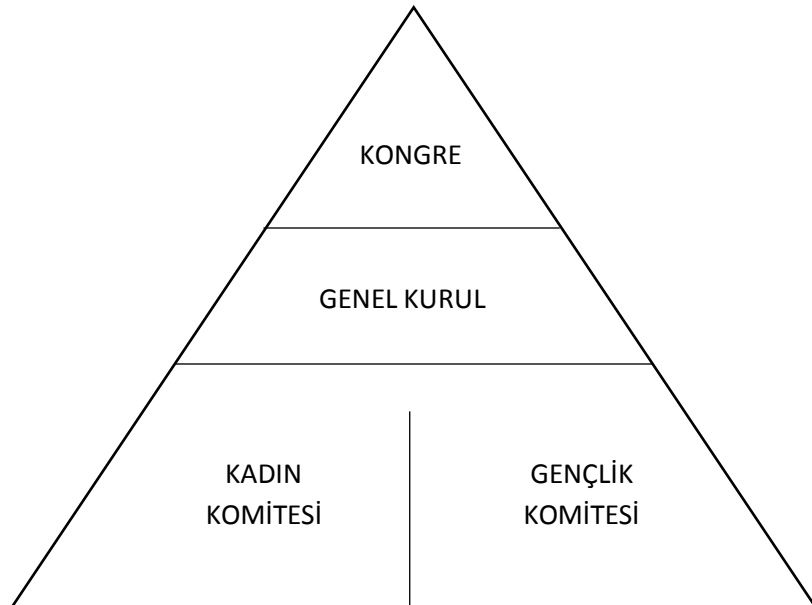 KONGRE
GENEL KURUL
KADIN
KOMİTESİ
GENÇLİK
KOMİTESİ